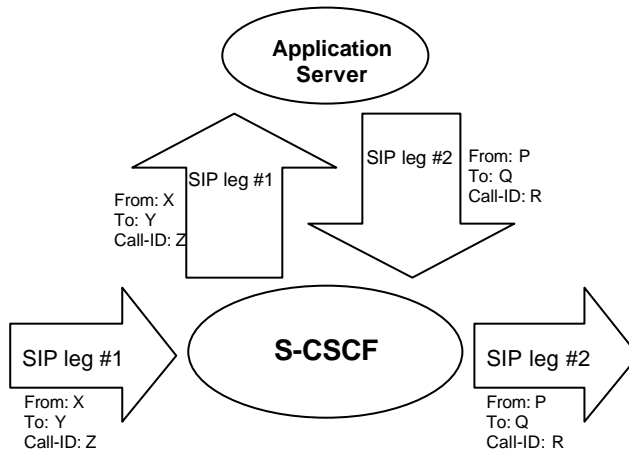 Application
Server
SIP leg #1
SIP leg #2
From: X
To: Y
Call-ID: Z
From: P
To: Q
Call-ID: R
SIP leg #1
S-CSCF
SIP leg #2
From: X
To: Y
Call-ID: Z
From: P
To: Q
Call-ID: R